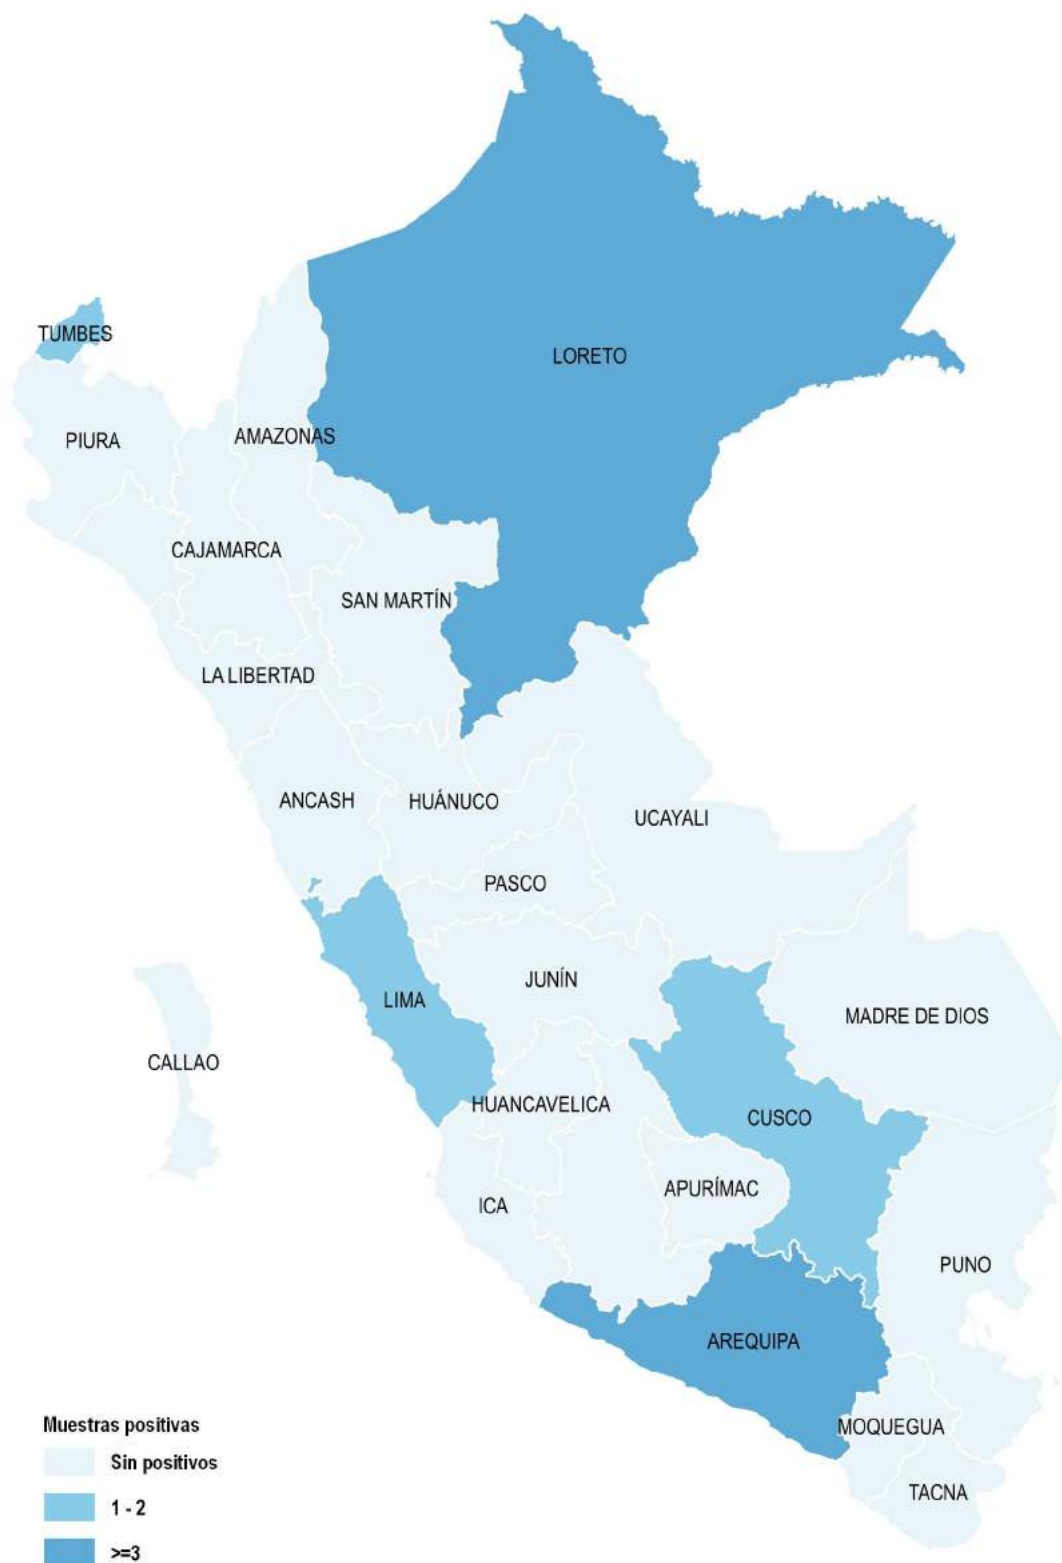 TUMBES
LORETO
PIURA
AMAZONAS
CAJAMARCA
SAN MARTÍN
LA LIBERTAD
ANCASH
HUÁNUCO
UCAYALI
PASCO
JUNÍN
LIMA
MADRE DE DIOS
CALLAO
HUANCAVELICA
CUSCO
APURÍMAC
ICA
PUNO
AREQUIPA
MOQUEGUA
TACNA
Muestras positivas
Sin positivos
1 - 2
>=3